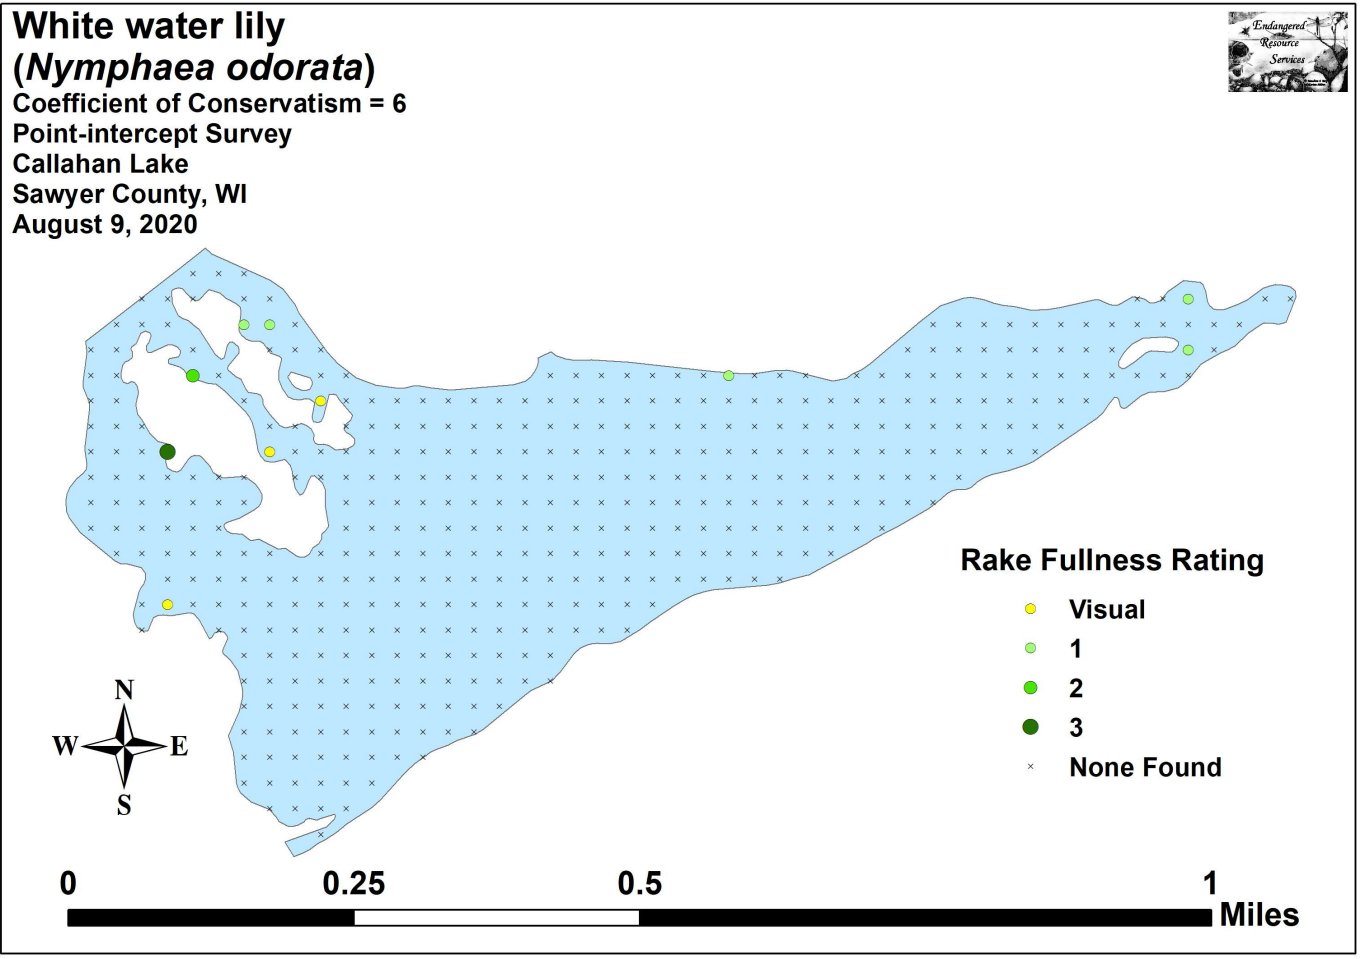 White water lily
(Nymphaea odorata)
Coefficient of Conservatism = 6
Point-intercept Survey
Callahan Lake
Sawyer County, WI
August 9, 2020
Endangered
Resource
Services
Rake Fullness Rating
Visual
1
2
3
None Found
N
W E
S
0 0.25 0.5 1
Miles